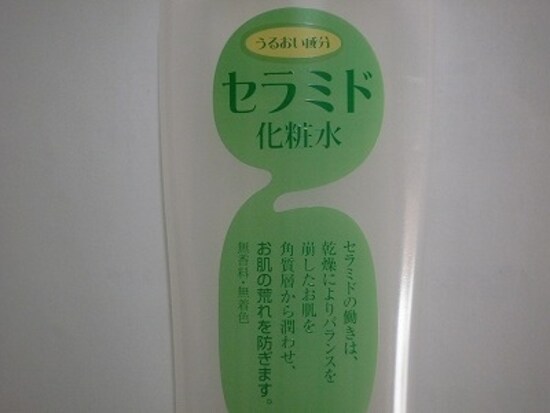 うるおい成分
セラミド
化粧水
セラミドの働きは、
乾燥によりバランスを
崩したお肌を
角質層から潤わせ、
お肌の荒れを防ぎます。
無香料・無着色